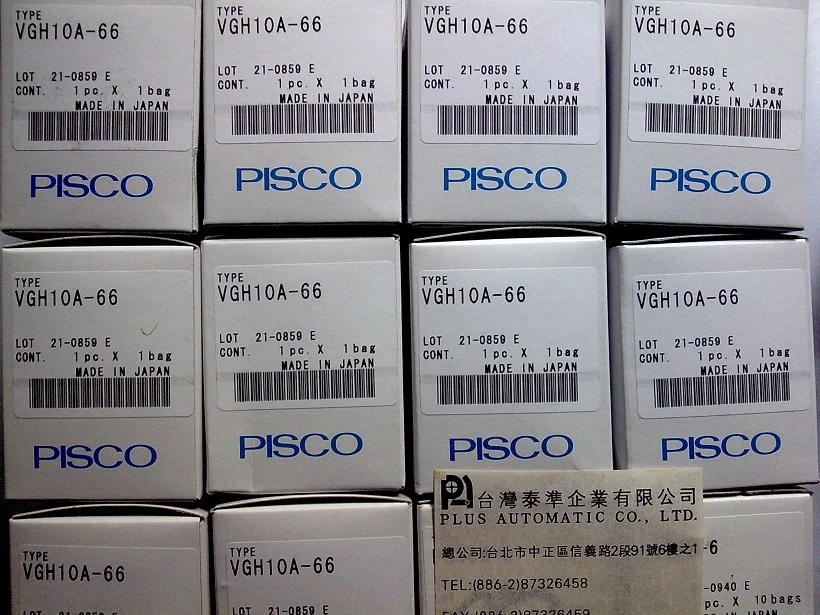 TYPE
VGH10A-66
LOT 21-0859 E
CONT. 1pc. X 1bag
MADE IN JAPAN
PISCO
TYPE
VGH10A-66
LOT 21-0859 E
CONT. 1pc. X 1bag
MADE IN JAPAN
PISCO
TYPE
VGH10A-66
LOT 21-0859 E
CONT. 1pc. X 1bag
MADE IN JAPAN
PISCO
TYPE
VGH10A-66
LOT 21-0859 E
CONT. 1pc. X 1bag
MADE IN JAPAN
PISCO
TYPE
VGH10A-66
LOT 21-0859 E
CONT. 1pc. X 1bag
MADE IN JAPAN
PISCO
TYPE
VGH10A-66
LOT 21-0859 E
CONT. 1pc. X 1bag
MADE IN JAPAN
PISCO
TYPE
VGH10A-66
LOT 21-0859 E
CONT. 1pc. X 1bag
MADE IN JAPAN
PISCO
TYPE
VGH10A-66
LOT 21-0859 E
CONT. 1pc. X 1bag
MADE IN JAPAN
PISCO
TYPE
VGH10A-66
TYPE
VGH10A-66
LOT 21-0859 E
台灣泰準企業有限公司
PLUS AUTOMATIC CO., LTD.
總公司:台北市中正區信義路2段91號6樓之1
TEL:(886-2)87326458
FAX:(886-2)87326459
-6
-0940 E
pc. X 10bags